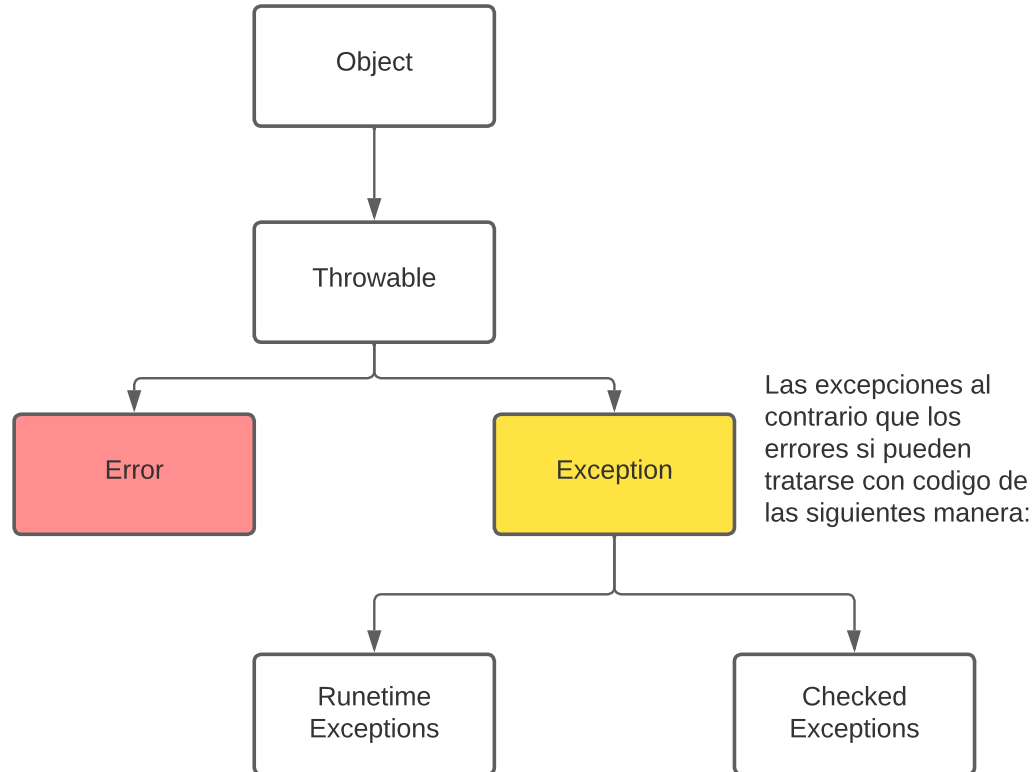 Object
Throwable
Las excepciones al
contrario que los
errores si pueden
tratarse con codigo de
las siguientes manera:
Error
Exception
Runetime
Exceptions
Checked
Exceptions